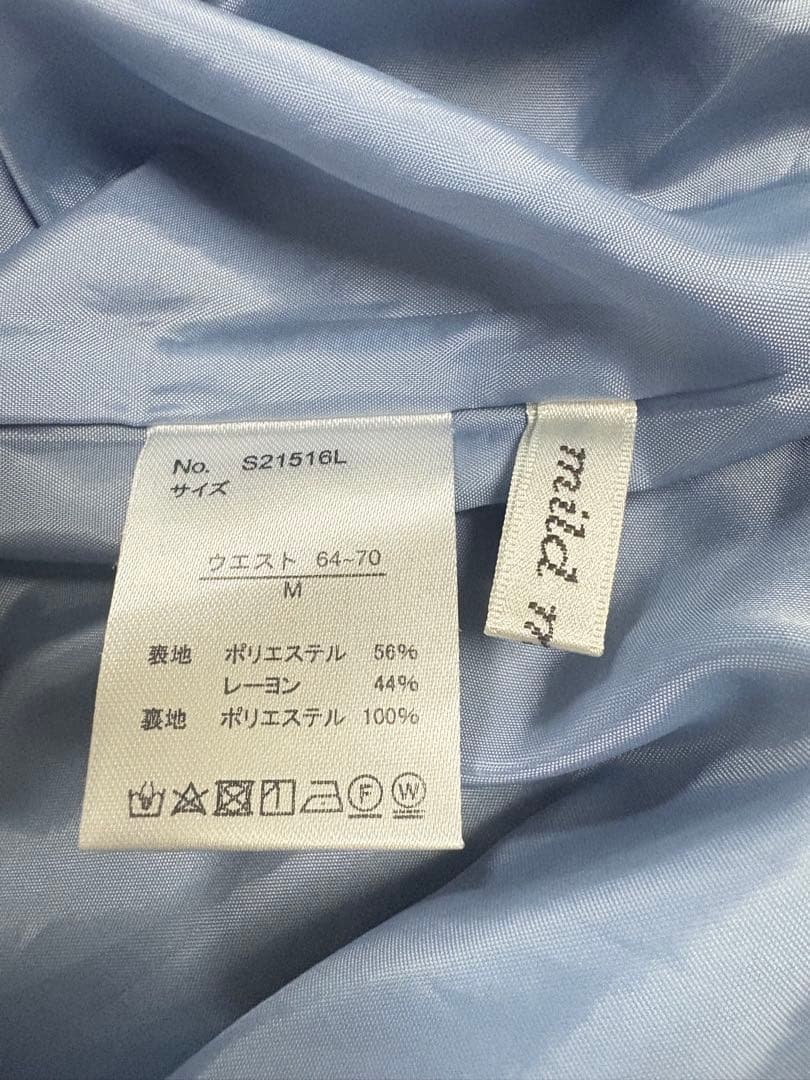 No. S21516L
サイズ
ウエスト 64~70
M
表地 ポリエステル 56%
レーヨン 44%
裏地 ポリエステル 100%
F W
mild